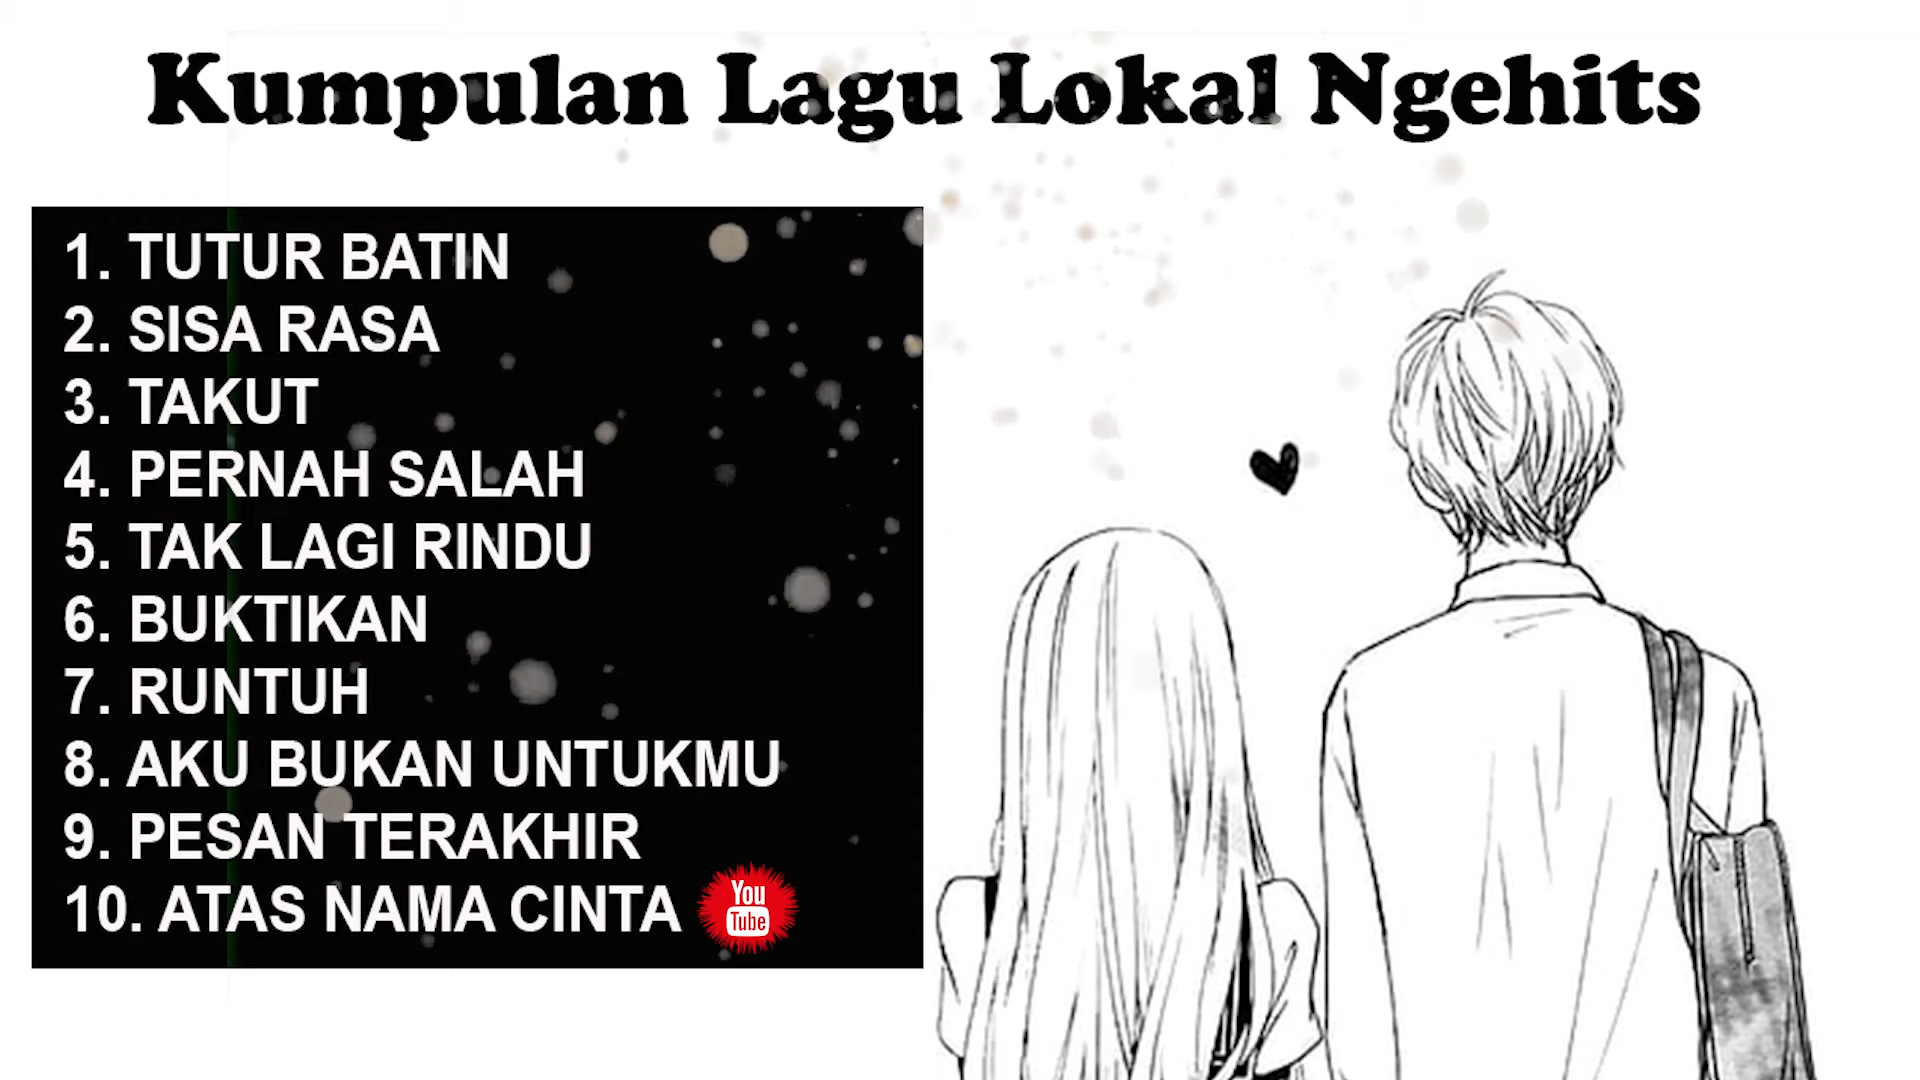 Kumpulan Lagu Lokal Ngehits
1. TUTUR BATIN
2. SISA RASA
3. TAKUT
4. PERNAH SALAH
5. TAK LAGI RINDU
6. BUKTIKAN
7. RUNTUH
8. AKU BUKAN UNTUKMU
9. PESAN TERAKHIR
10. ATAS NAMA CINTA
You
Tube